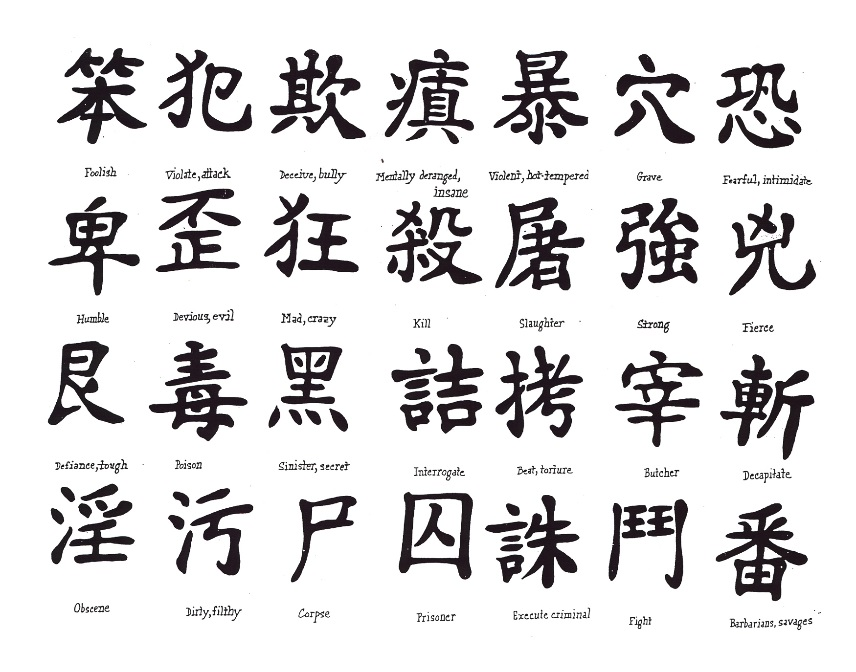 笨 犯 欺 瘨 暴 穴 恐
Foolish Violate, attack Deceive, bully Mentally deranged, insane Violent, hot-tempered Grave Fearful, intimidate
卑 歪 狂 殺 屠 強 兇
Humble Devious, evil Mad, crazy Kill Slaughter Strong Fierce
艮 毒 黑 詰 拷 宰 斬
Defiance, tough Poison Sinister, secret Interrogate Beat, torture Butcher Decapitate
淫 污 尸 囚 誅 鬥 番
Obscene Dirty, filthy Corpse Prisoner Execute criminal Fight Barbarians, savages